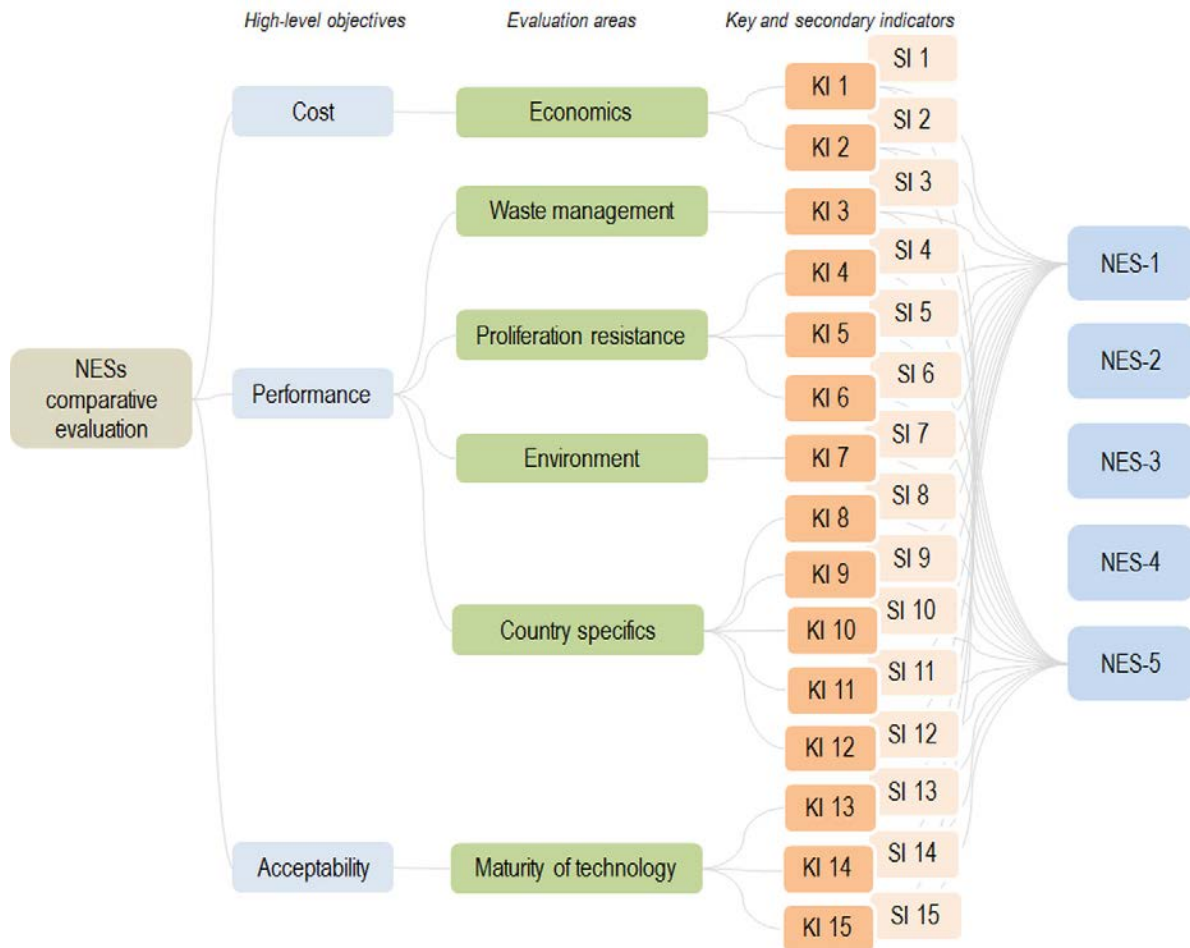 High-level objectives
Evaluation areas
Key and secondary indicators
NESs
comparative
evaluation
Cost
Performance
Acceptability
Economics
Waste management
Proliferation resistance
Environment
Country specifics
Maturity of technology
KI 1
SI 1
KI 2
SI 2
KI 3
SI 3
KI 4
SI 4
KI 5
SI 5
KI 6
SI 6
KI 7
SI 7
KI 8
SI 8
KI 9
SI 9
KI 10
SI 10
KI 11
SI 11
KI 12
SI 12
KI 13
SI 13
KI 14
SI 14
KI 15
SI 15
NES-1
NES-2
NES-3
NES-4
NES-5